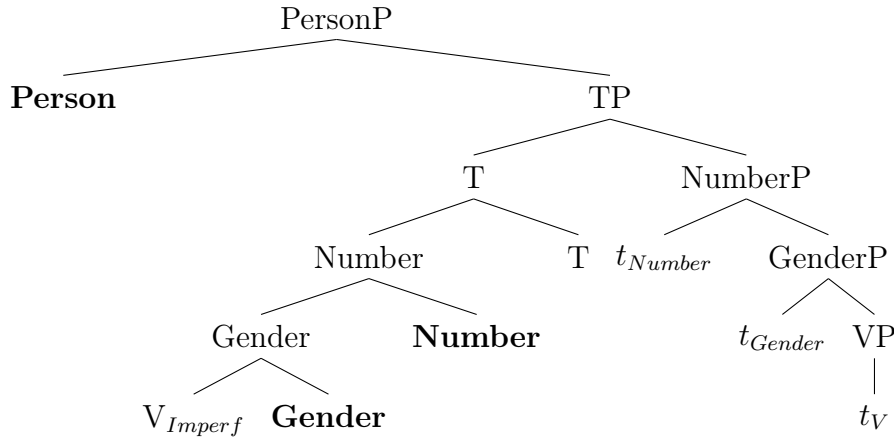 PersonP
Person TP
T NumberP
Number T t_Number GenderP
Gender Number t_Gender VP
V_Imperf Gender t_V